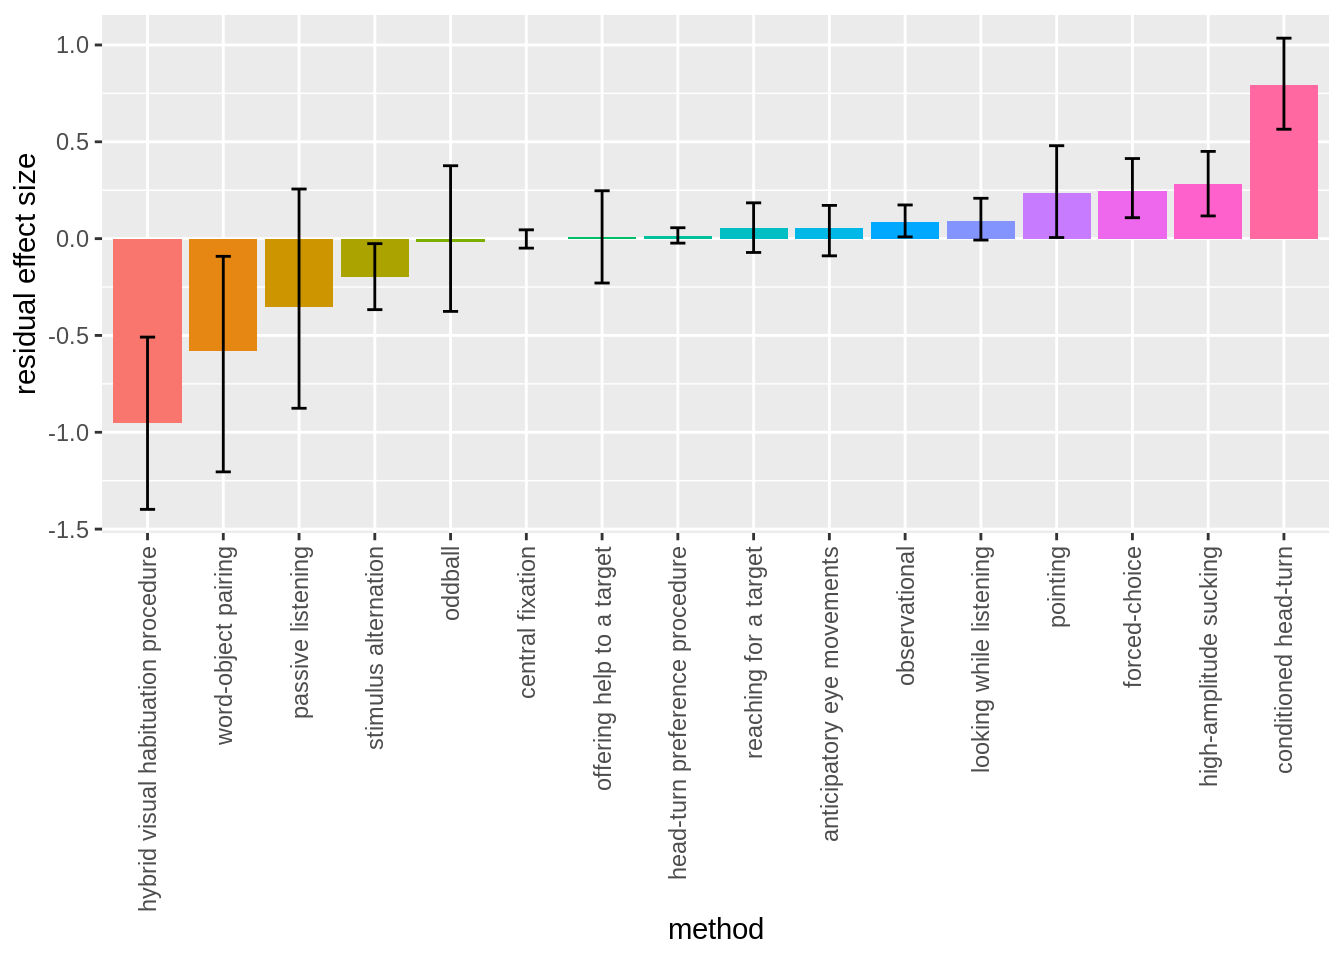 residual effect size
1.0
0.5
0.0
-0.5
-1.0
-1.5
hybrid visual habituation procedure
word-object pairing
passive listening
stimulus alternation
oddball
central fixation
offering help to a target
head-turn preference procedure
reaching for a target
anticipatory eye movements
observational
looking while listening
pointing
forced-choice
high-amplitude sucking
conditioned head-turn
method